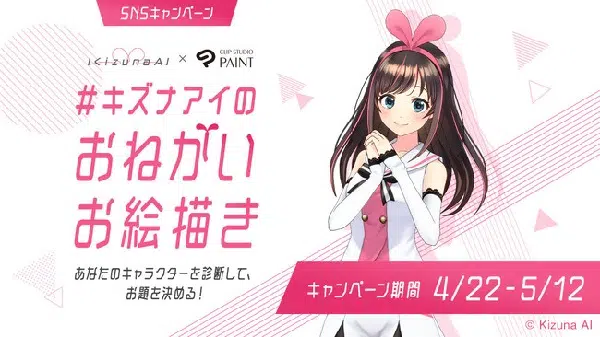 SNSキャンペーン
KizunaAI × CLIP STUDIO PAINT
#キズナアイの
おねがい
お絵描き
あなたのキャラクターを診断して、
お題を決める!
キャンペーン期間 4/22-5/12
© Kizuna AI